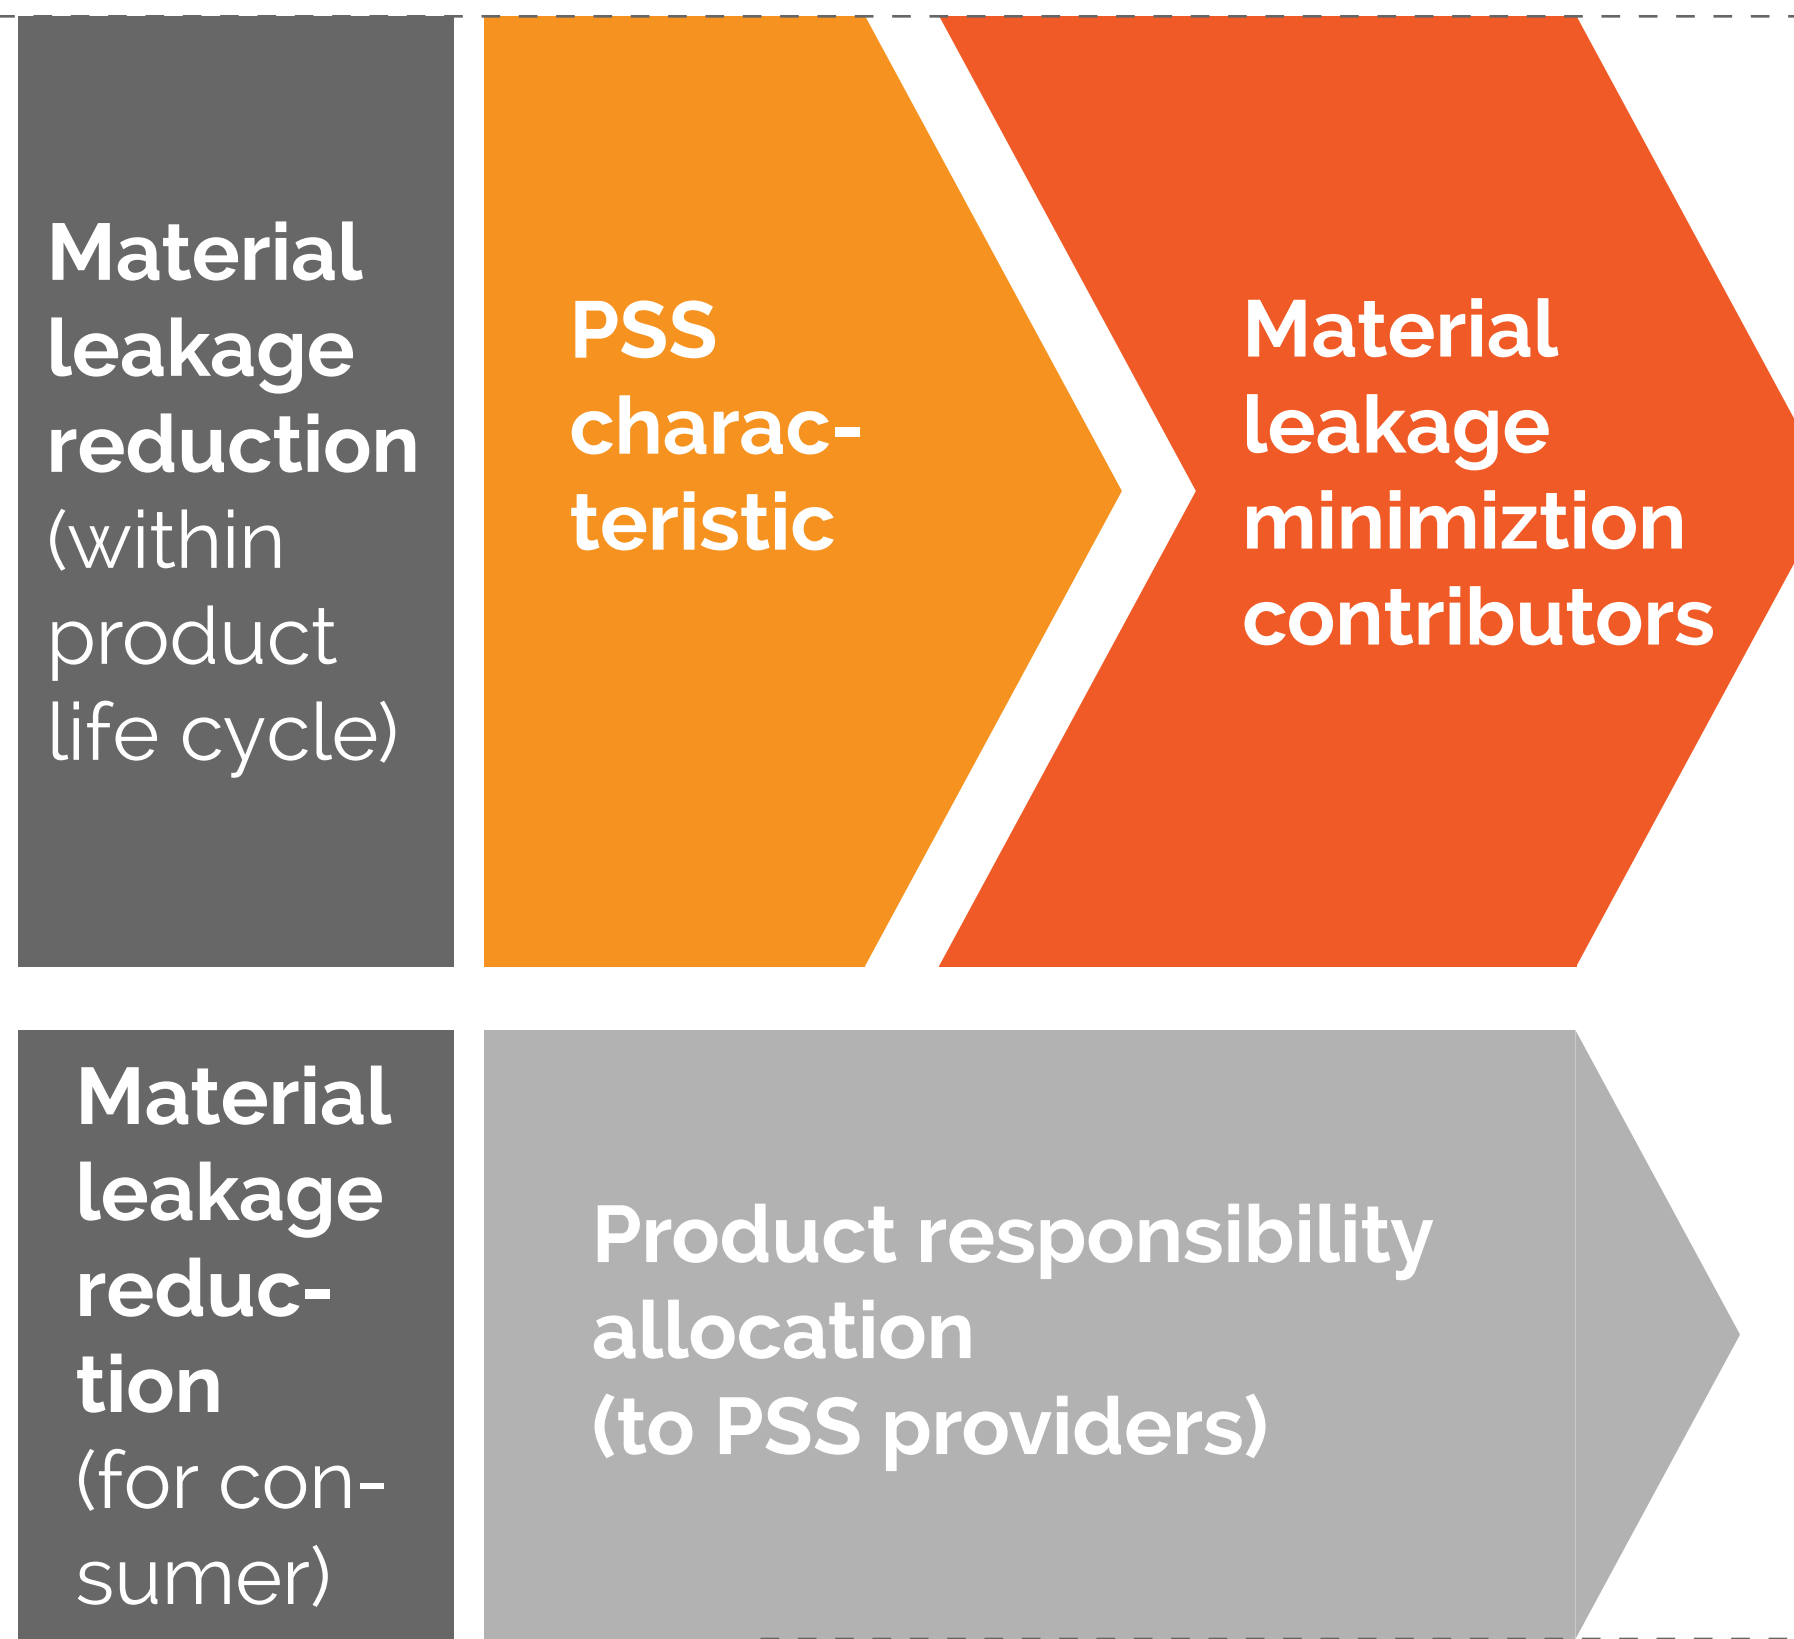 Material
leakage
reduction
(within
product
life cycle)
PSS
charac-
teristic
Material
leakage
minimiztion
contributors
Material
leakage
reduc-
tion
(for con-
sumer)
Product responsibility
allocation
(to PSS providers)